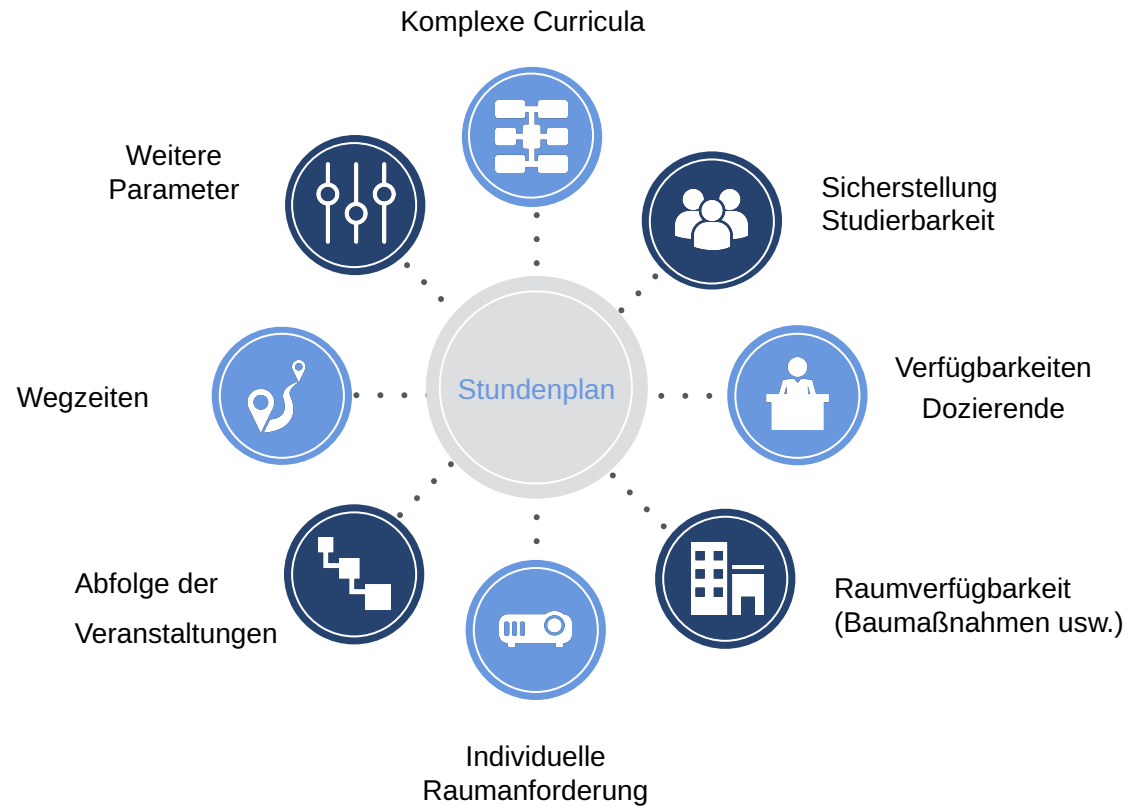 Komplexe Curricula
Weitere
Parameter
Sicherstellung
Studierbarkeit
Wegzeiten
Stundenplan
Verfügbarkeiten
Dozierende
Abfolge der
Veranstaltungen
Raumverfügbarkeit
(Baumaßnahmen usw.)
Individuelle
Raumanforderung